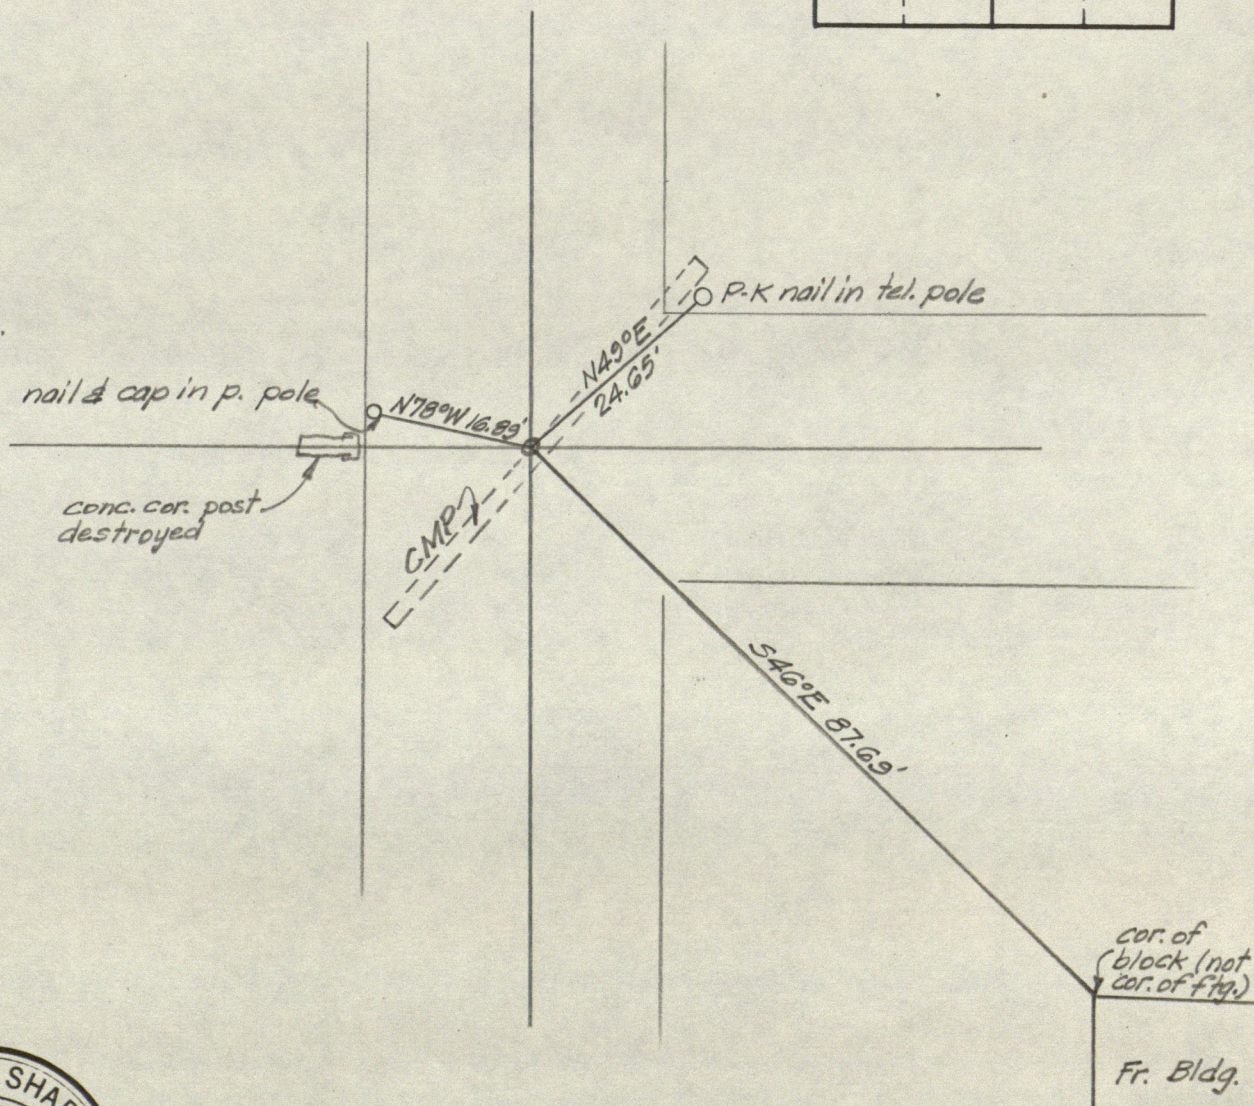 P-K nail in tel. pole
N49°E
24.65'
nail & cap in p. pole
N78°W 16.89'
conc. cor. post
destroyed
CMP
S46°E 87.69'
cor. of
block (not
cor. of ftg.)
Fr. Bldg.